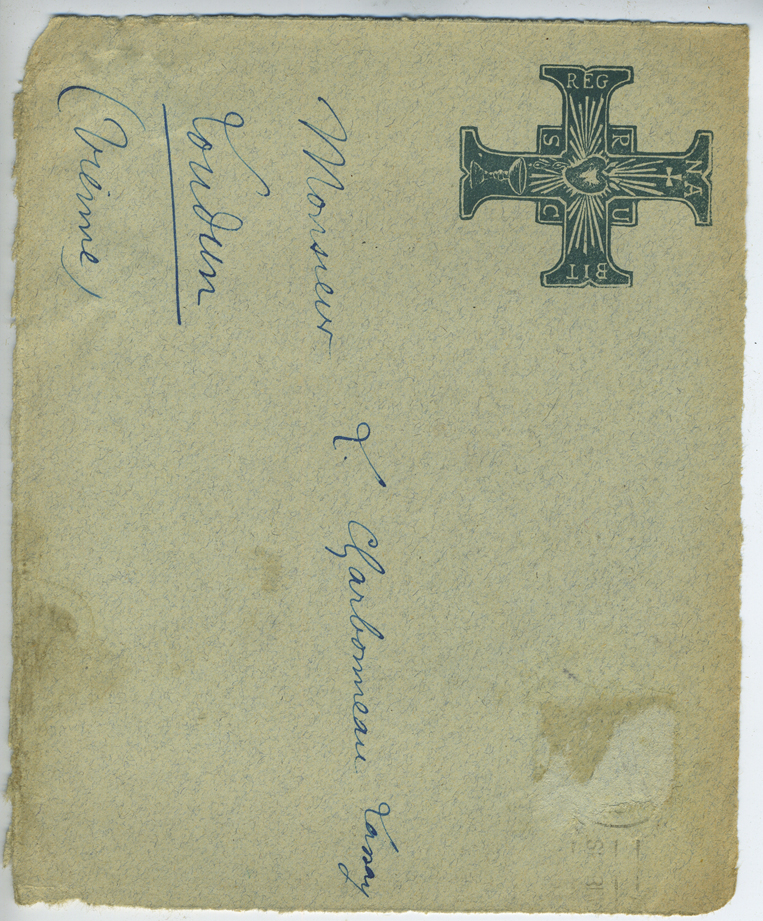 REG NA BIT
R U
S C
Monsieur L. Charbonneau Lassay
Loudun
(Vienne)